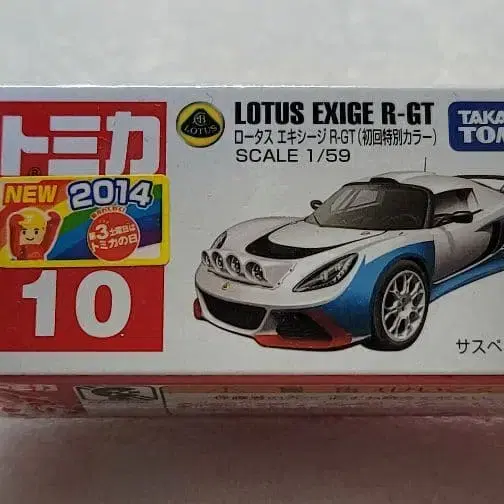 トミカ
NEW
2014
第3土曜日は
トミカの日
10
LOTUS
LOTUS EXIGE R-GT
ロータス エキシージ R-GT(初回特別カラー)
SCALE 1/59
TAKA
TOM
サスペ